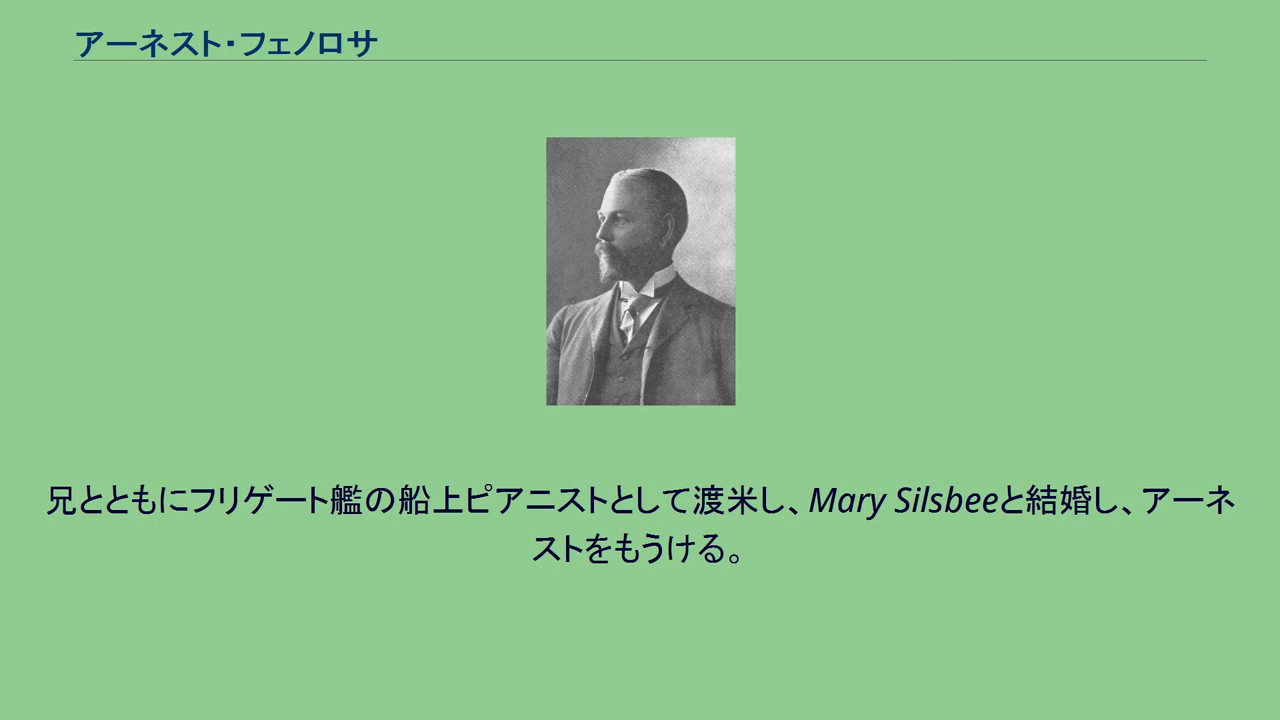 アーネスト・フェノロサ
兄とともにフリゲート艦の船上ピアニストとして渡米し、Mary Silsbeeと結婚し、アーネ
ストをもうける。